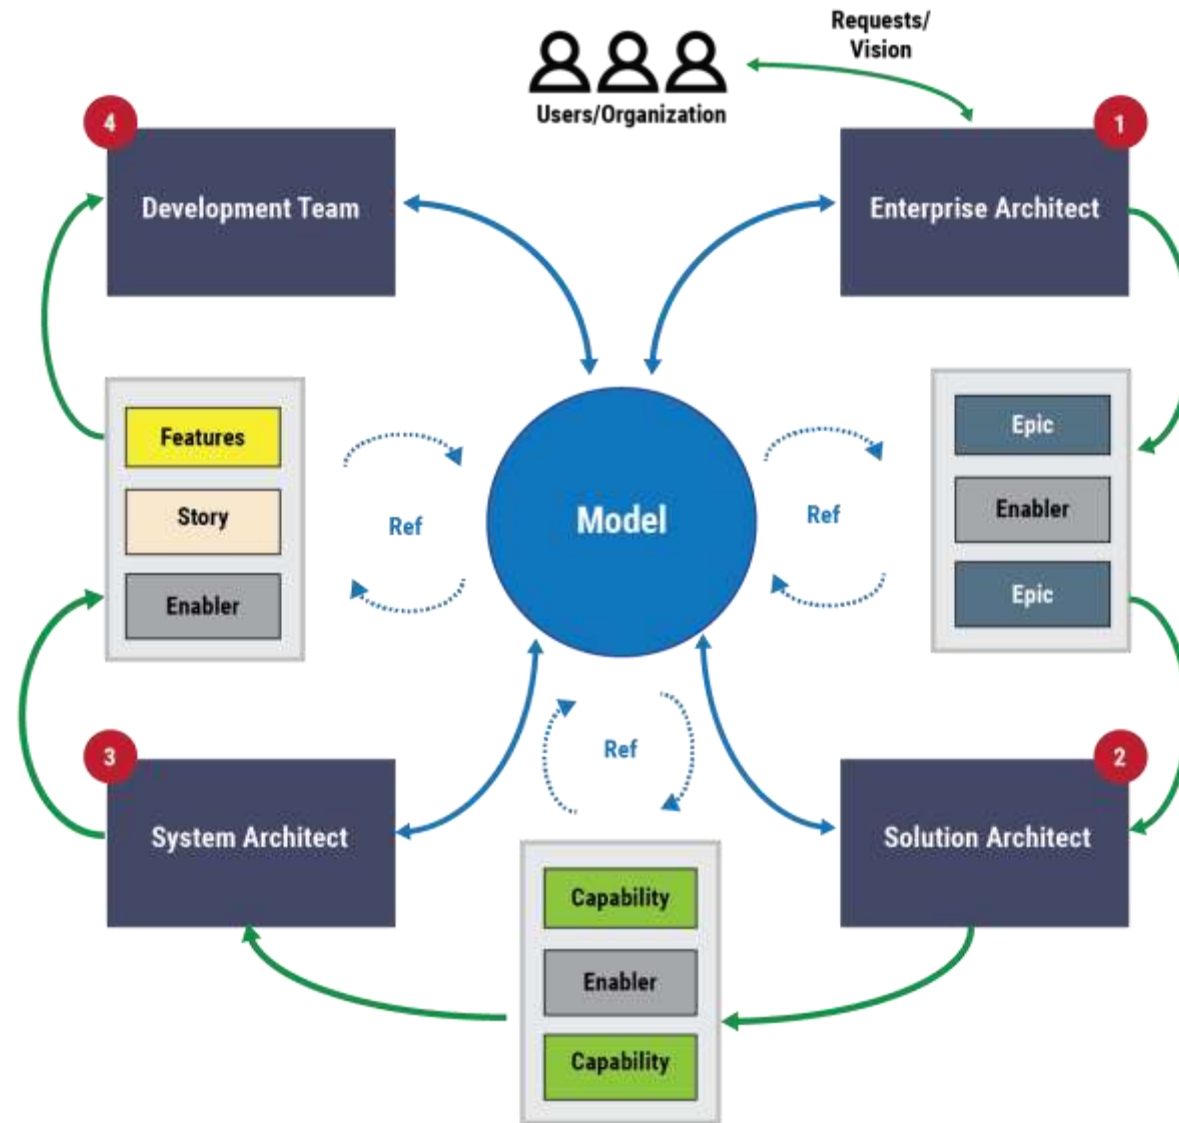 Requests/
Vision
Users/Organization
4
Development Team
1
Enterprise Architect
Features
Story
Enabler
Ref
Model
Ref
Epic
Enabler
Epic
3
System Architect
Ref
2
Solution Architect
Capability
Enabler
Capability